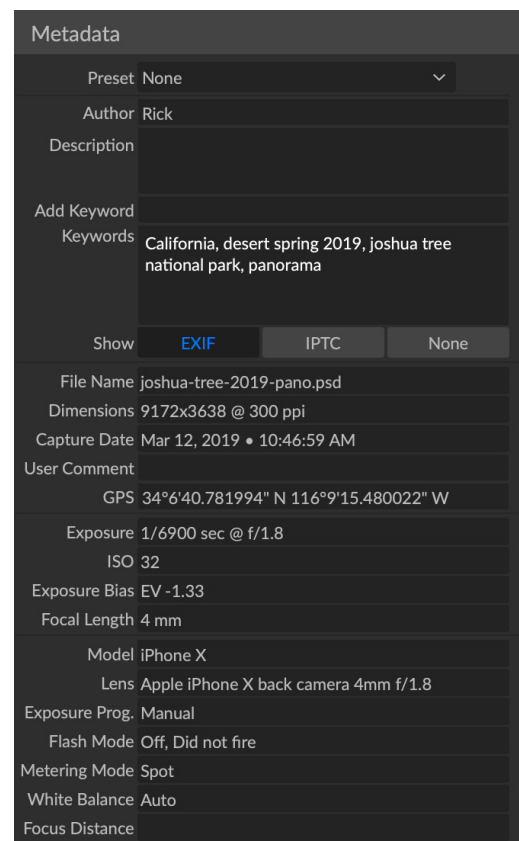 Metadata
Preset None
Author Rick
Description
Add Keyword
Keywords California, desert spring 2019, joshua tree
national park, panorama
Show EXIF IPTC None
File Name joshua-tree-2019-pano.psd
Dimensions 9172x3638 @ 300 ppi
Capture Date Mar 12, 2019 • 10:46:59 AM
User Comment
GPS 34°6'40.781994" N 116°9'15.480022" W
Exposure 1/6900 sec @ f/1.8
ISO 32
Exposure Bias EV -1.33
Focal Length 4 mm
Model iPhone X
Lens Apple iPhone X back camera 4mm f/1.8
Exposure Prog. Manual
Flash Mode Off, Did not fire
Metering Mode Spot
White Balance Auto
Focus Distance